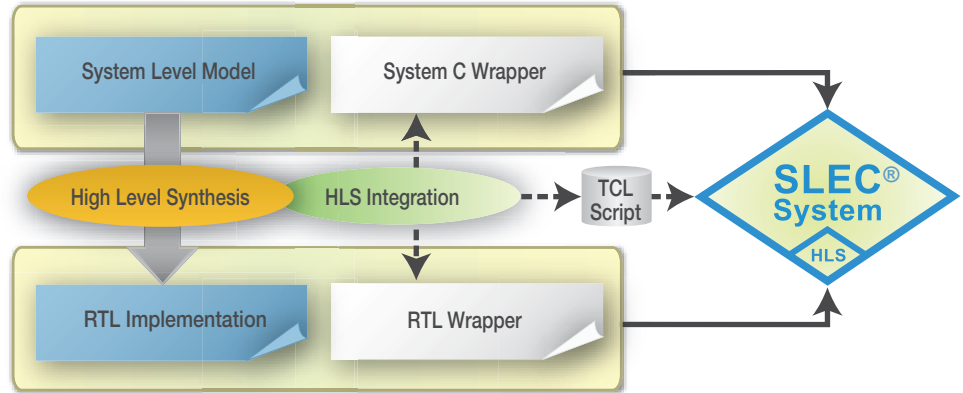 System Level Model
System C Wrapper
High Level Synthesis
HLS Integration
TCL
Script
SLEC®
System
HLS
RTL Implementation
RTL Wrapper